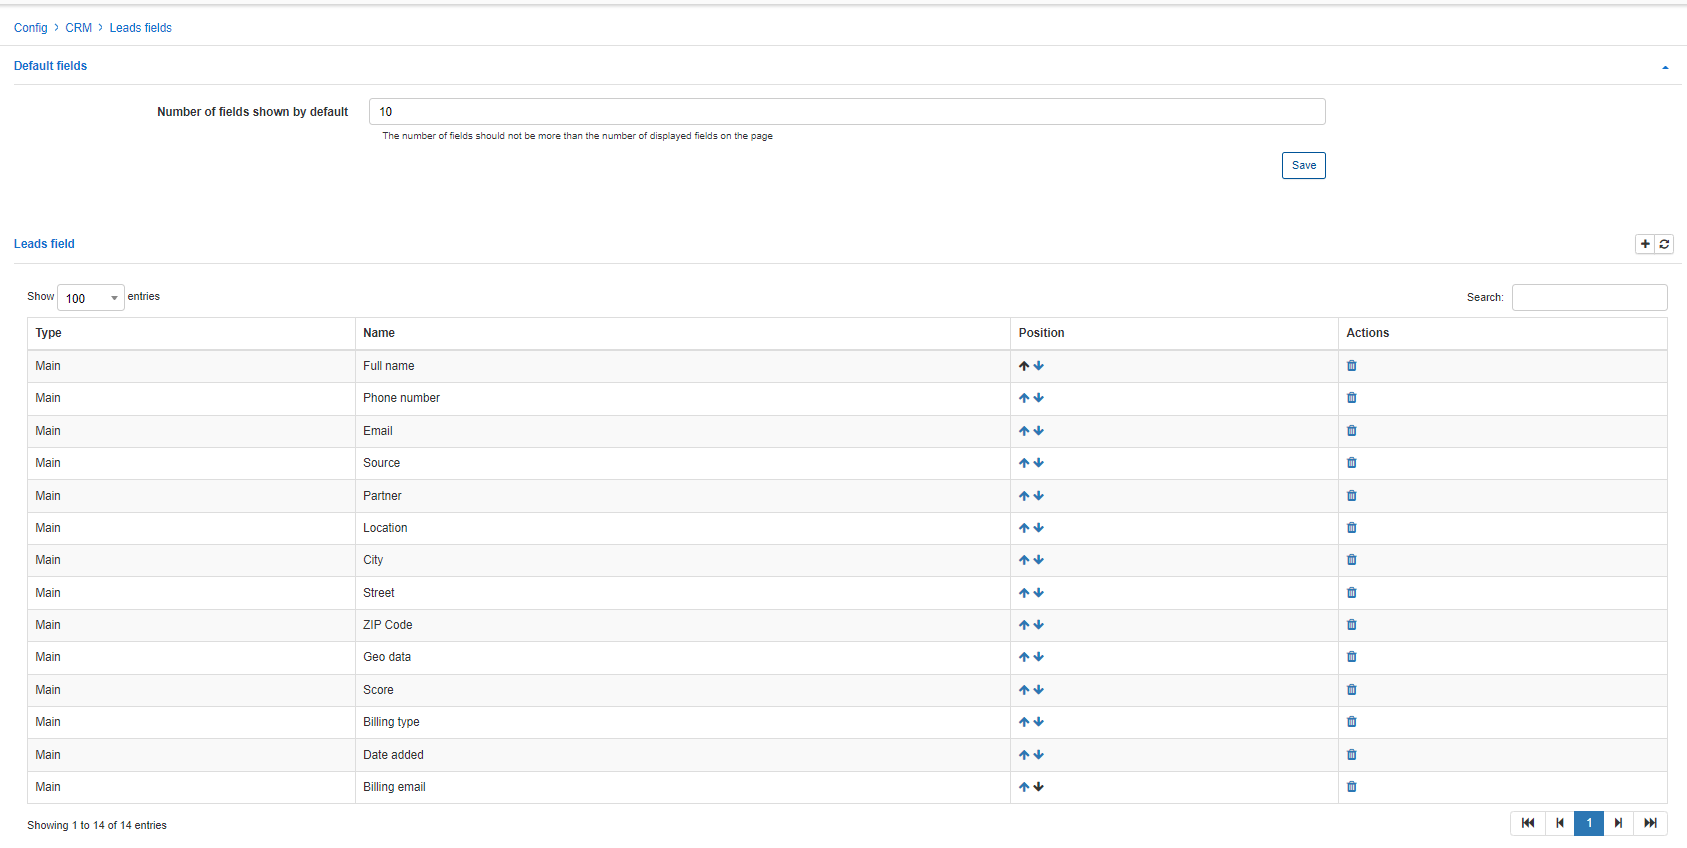 Config > CRM > Leads fields
Default fields
Number of fields shown by default 10
The number of fields should not be more than the number of displayed fields on the page
Save
Leads field
Show 100 entries Search:
Type Name Position Actions
Main Full name
Main Phone number
Main Email
Main Source
Main Partner
Main Location
Main City
Main Street
Main ZIP Code
Main Geo data
Main Score
Main Billing type
Main Date added
Main Billing email
Showing 1 to 14 of 14 entries 1